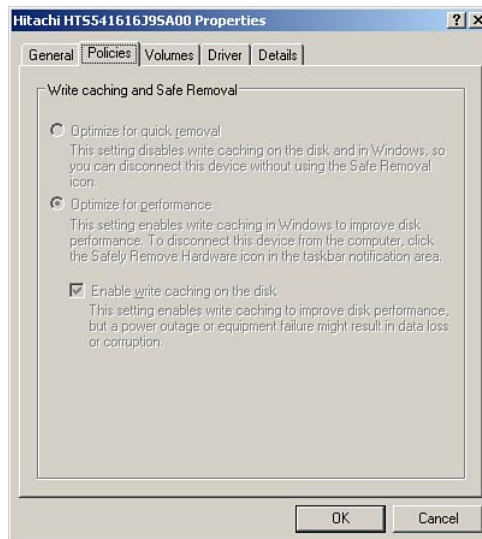 Hitachi HTS541616J9SA00 Properties
General Policies Volumes Driver Details
Write caching and Safe Removal
Optimize for quick removal
This setting disables write caching on the disk and in Windows, so
you can disconnect this device without using the Safe Removal
icon.
Optimize for performance
This setting enables write caching in Windows to improve disk
performance. To disconnect this device from the computer, click
the Safely Remove Hardware icon in the taskbar notification area.
Enable write caching on the disk
This setting enables write caching to improve disk performance,
but a power outage or equipment failure might result in data loss
or corruption.
OK Cancel